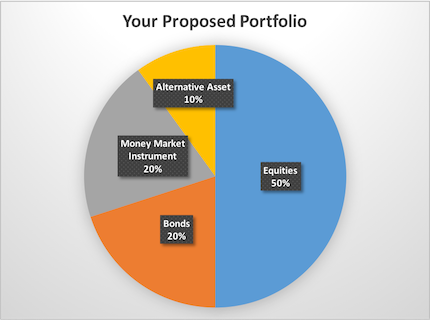 Your Proposed Portfolio
Alternative Asset
10%
Money Market
Instrument
20%
Equities
50%
Bonds
20%